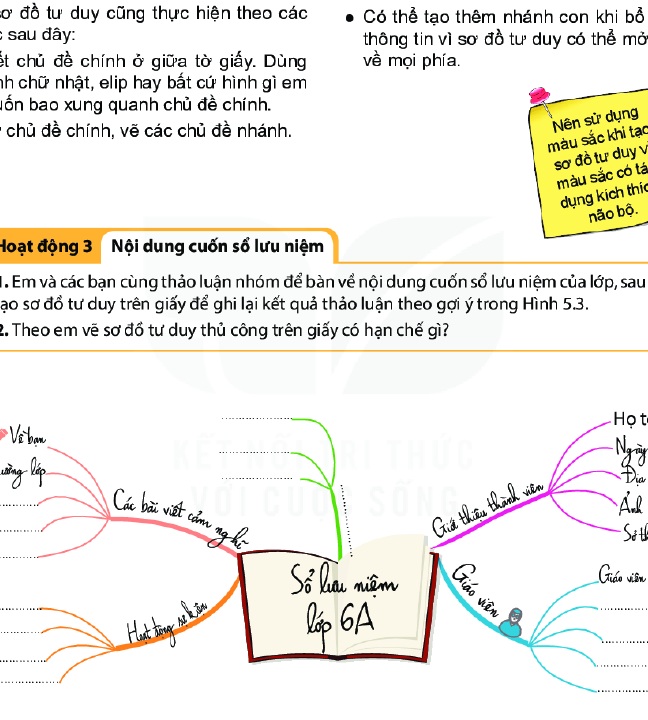 sơ đồ tư duy cũng thực hiện theo các
sau đây:
chủ đề chính ở giữa tờ giấy. Dùng
chữ nhật, elip hay bất cứ hình gì em
bao xung quanh chủ đề chính.
chủ đề chính, vẽ các chủ đề nhánh.
• Có thể tạo thêm nhánh con khi bổ
thông tin vì sơ đồ tư duy có thể mở
về mọi phía.
Nên sử dụng
màu sắc khi tạo
sơ đồ tư duy v
màu sắc có tá
dụng kích thíc
não bộ.
Hoạt động 3 Nội dung cuốn sổ lưu niệm
1. Em và các bạn cùng thảo luận nhóm để bàn về nội dung cuốn sổ lưu niệm của lớp, sau
tạo sơ đồ tư duy trên giấy để ghi lại kết quả thảo luận theo gợi ý trong Hình 5.3.
2. Theo em vẽ sơ đồ tư duy thủ công trên giấy có hạn chế gì?
KẾT NỐI TRI THỨC
VỚI CUỘC SỐNG
Về bạn
lớp
Các bài viết cảm nghĩ
Hoạt động sự kiện
Sổ lưu niệm
lớp 6A
Giới thiệu thành viên
Họ t
Ngày
Địa
Ảnh
Sở th
Giáo viên
Giáo viên